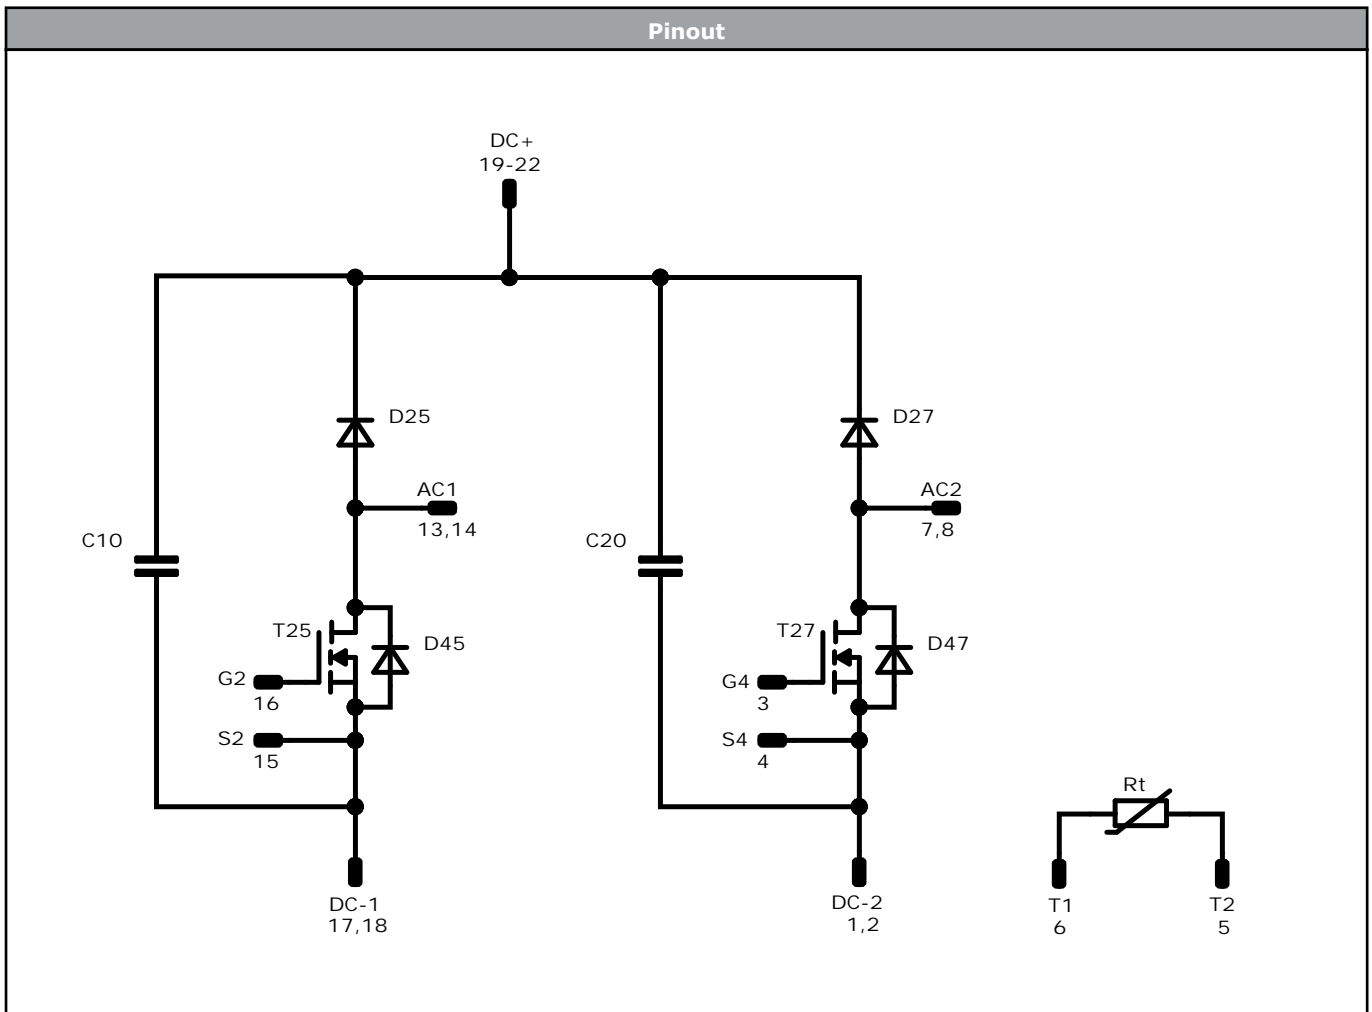 Pinout
DC+
19-22
D25
D27
AC1
13,14
AC2
7,8
C10
C20
T25
D45
G2
16
S2
15
T27
D47
G4
3
S4
4
Rt
DC-1
17,18
DC-2
1,2
T1
6
T2
5